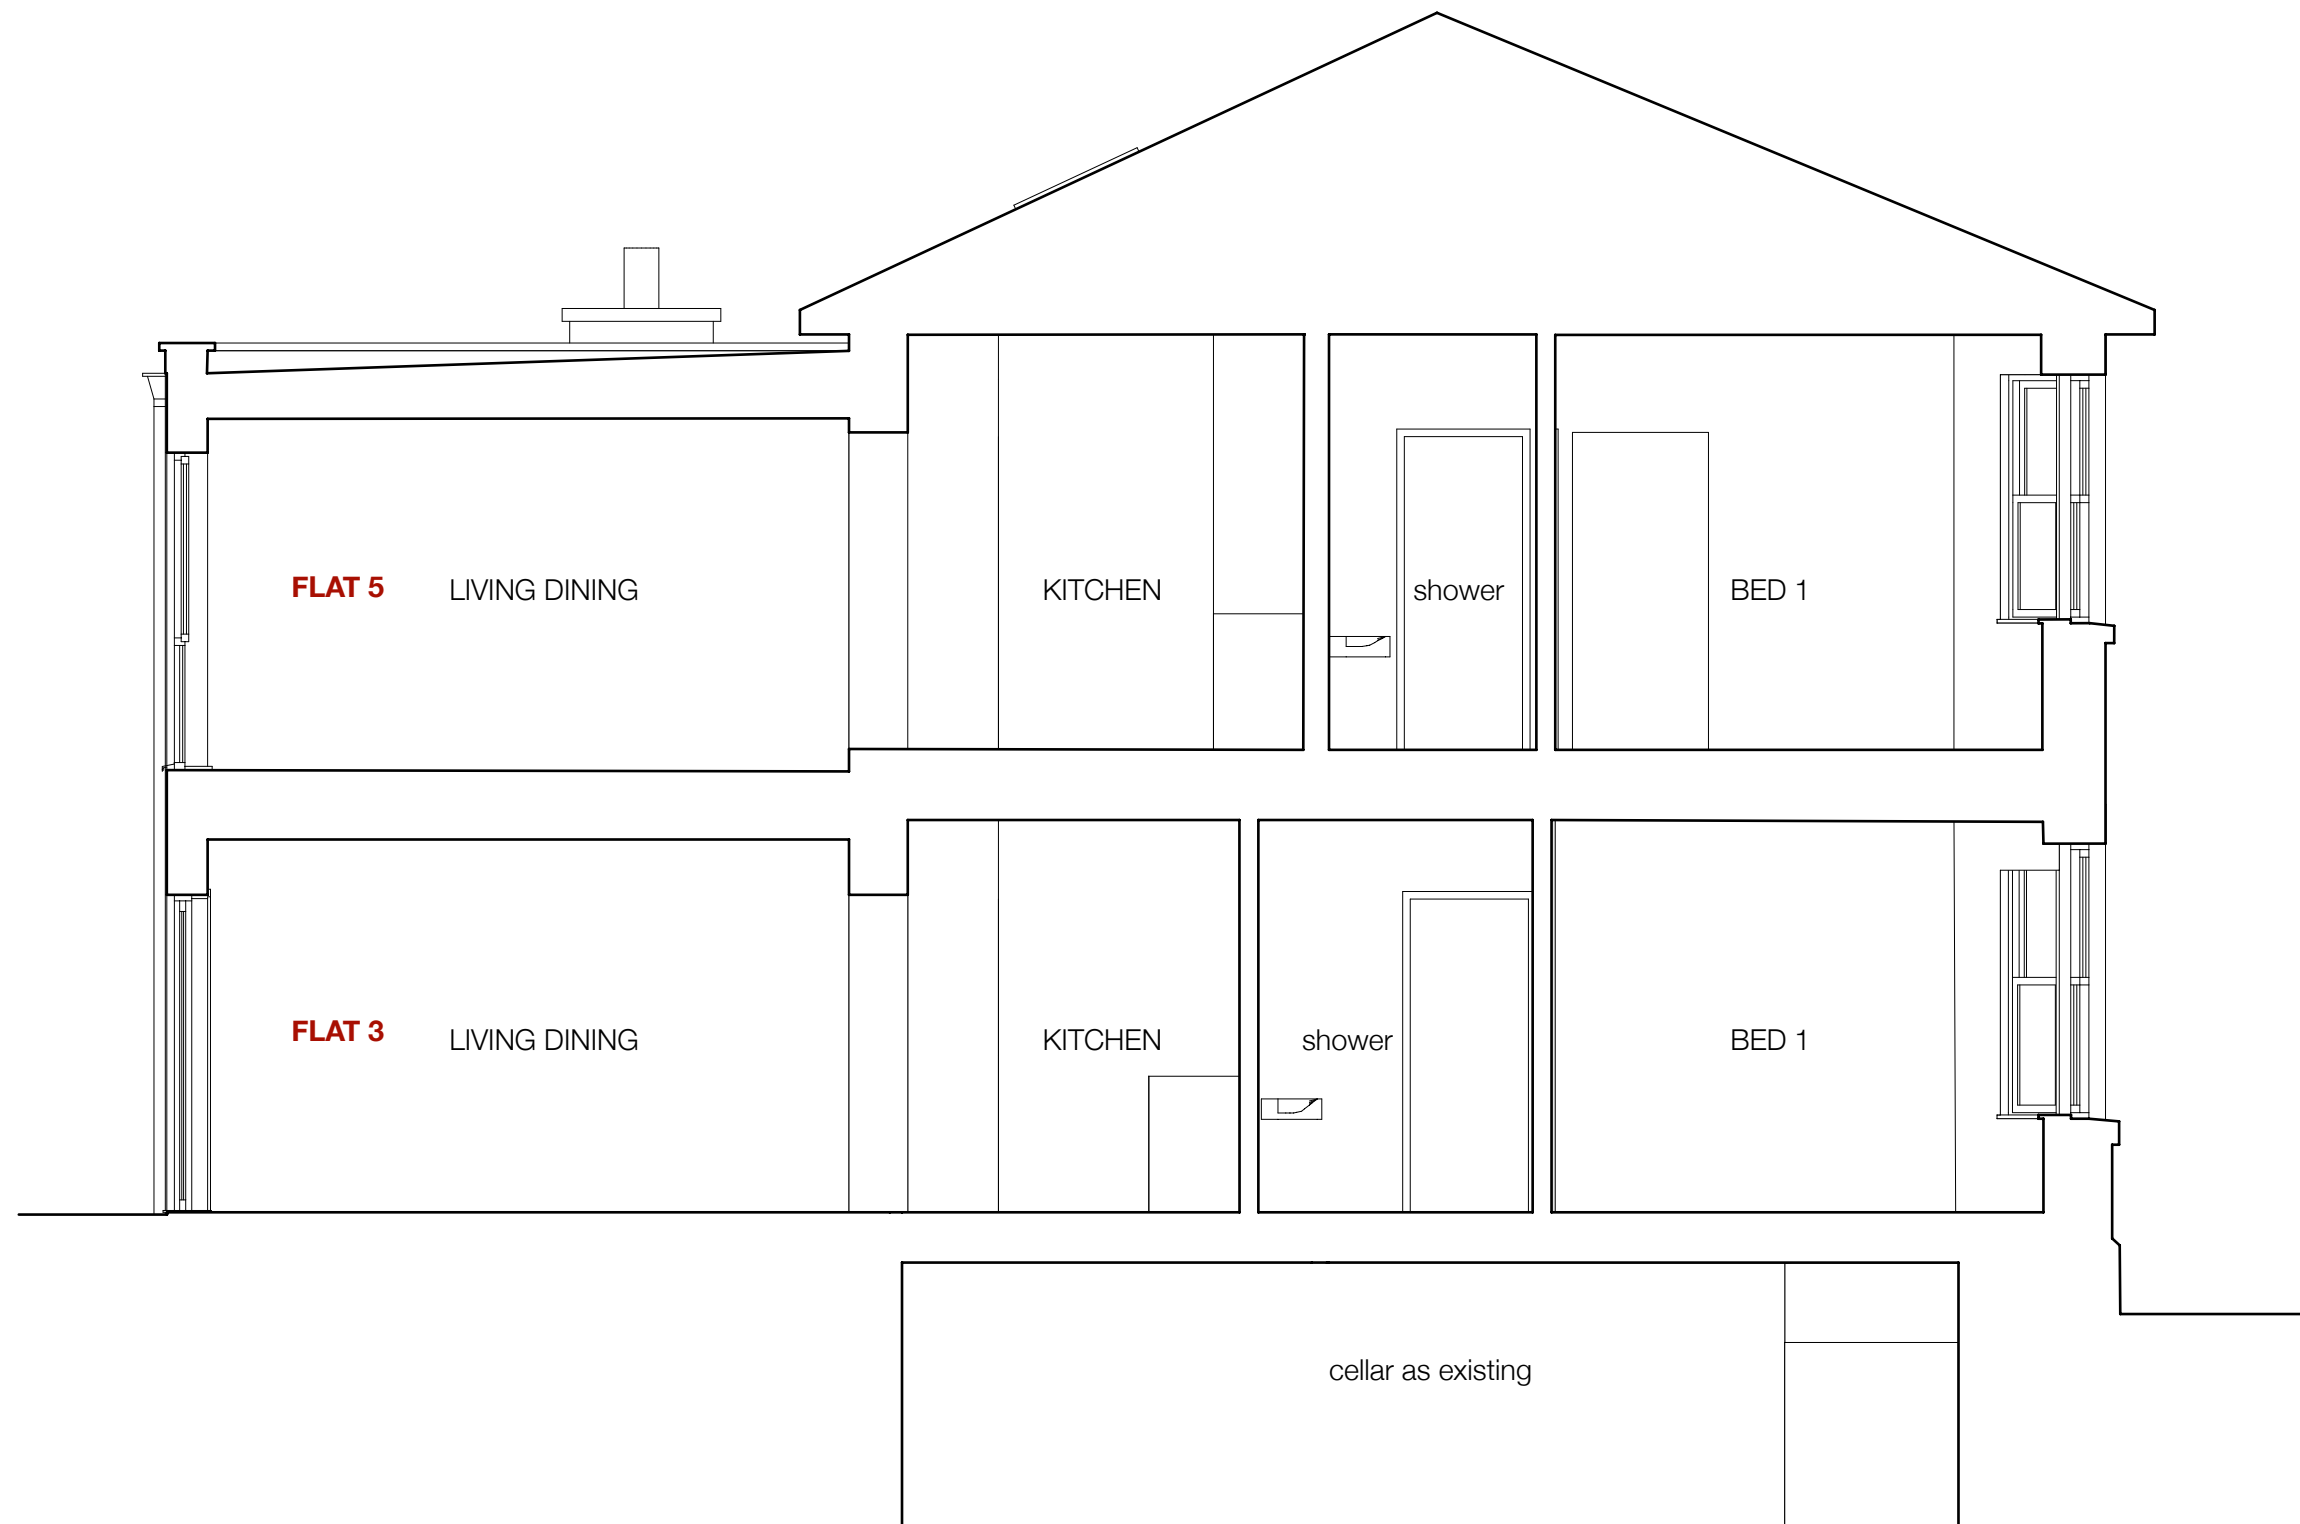 FLAT 5 LIVING DINING KITCHEN shower BED 1
FLAT 3 LIVING DINING KITCHEN shower BED 1
cellar as existing